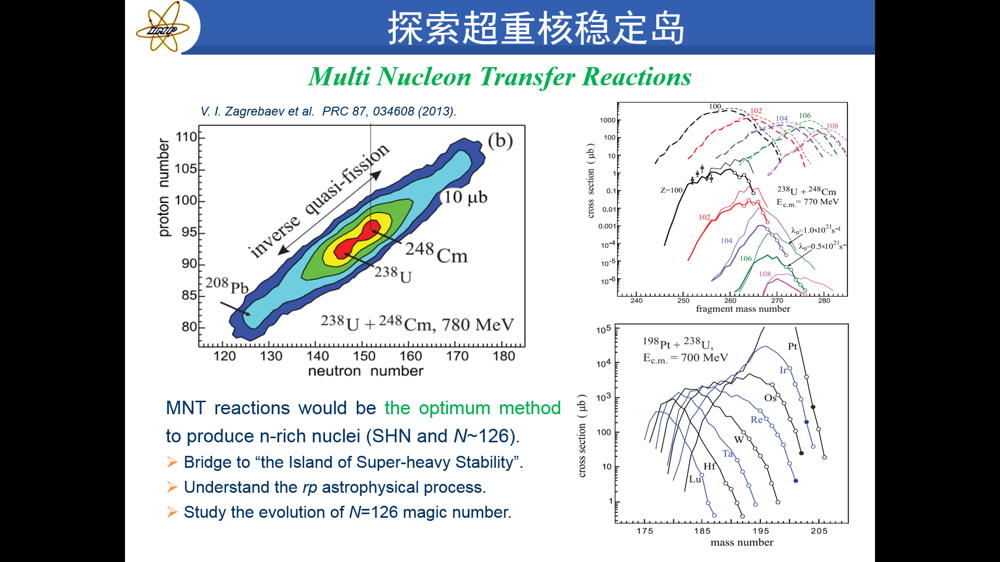 IMP
探索超重核稳定岛
Multi Nucleon Transfer Reactions
V. I. Zagrebaev et al. PRC 87, 034608 (2013).
proton number
110
105
100
95
90
85
80
(b)
inverse quasi-fission
10 μb
248Cm
238U
208Pb
238U + 248Cm, 780 MeV
120 130 140 150 160 170 180
neutron number
MNT reactions would be the optimum method
to produce n-rich nuclei (SHN and N~126).
Bridge to “the Island of Super-heavy Stability”.
Understand the rp astrophysical process.
Study the evolution of N=126 magic number.
cross section ( μb )
1000
100
10
1
0.1
0.01
0.001
10-4
10-5
10-6
100
102
104
106
108
Z=100
238U + 248Cm
Ec.m.= 770 MeV
102
λ0=1.0x1021s-1
104
λ0=0.5x1021s-
106
108
240 250 260 270 280
fragment mass number
cross section ( μb )
105
104
103
100
10
1
198Pt + 238U,
Ec.m. = 700 MeV
Pt
Ir
Os
Re
W
Ta
Hf
Lu
175 185 195 205
mass number